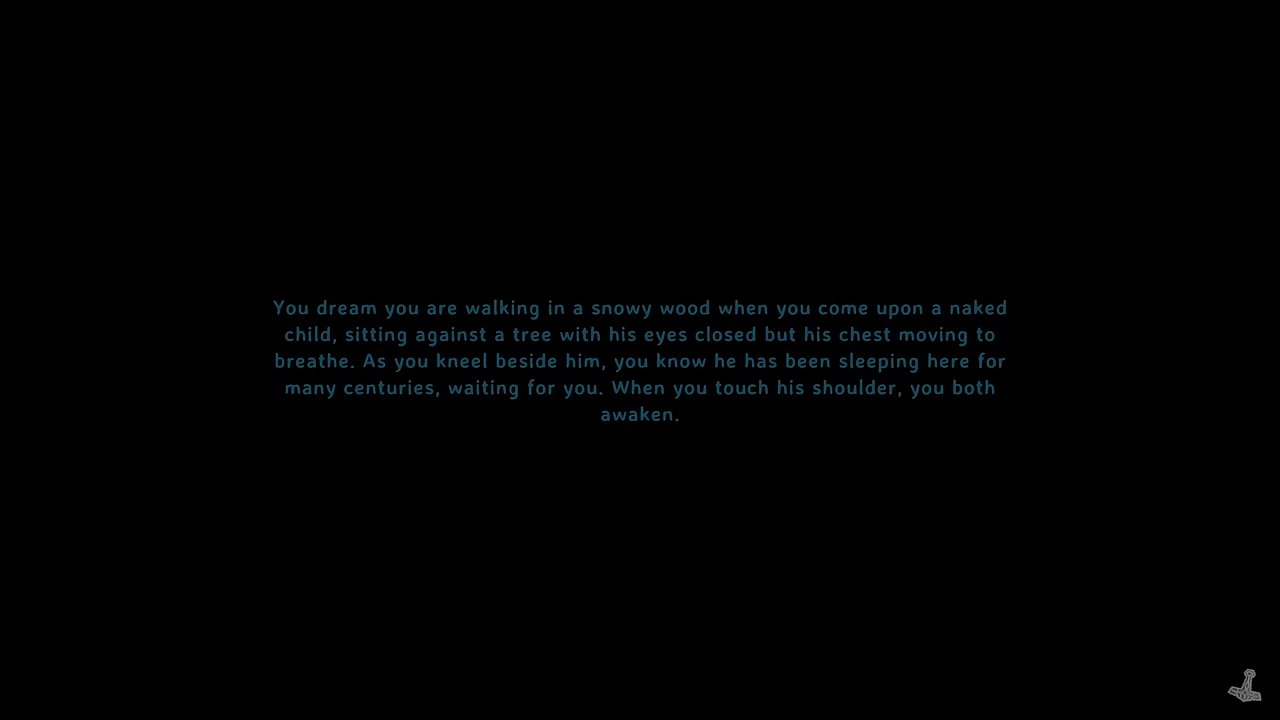 You dream you are walking in a snowy wood when you come upon a naked
child, sitting against a tree with his eyes closed but his chest moving to
breathe. As you kneel beside him, you know he has been sleeping here for
many centuries, waiting for you. When you touch his shoulder, you both
awaken.